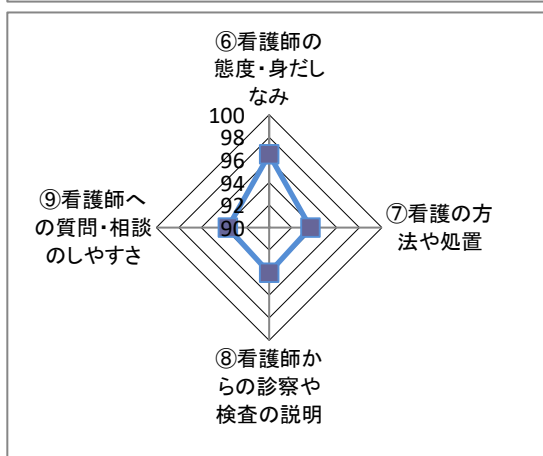 ⑥看護師の
態度・身だし
なみ
100
98
96
94
92
90
⑨看護師へ
の質問・相談
のしやすさ
⑦看護の方
法や処置
⑧看護師か
らの診察や
検査の説明